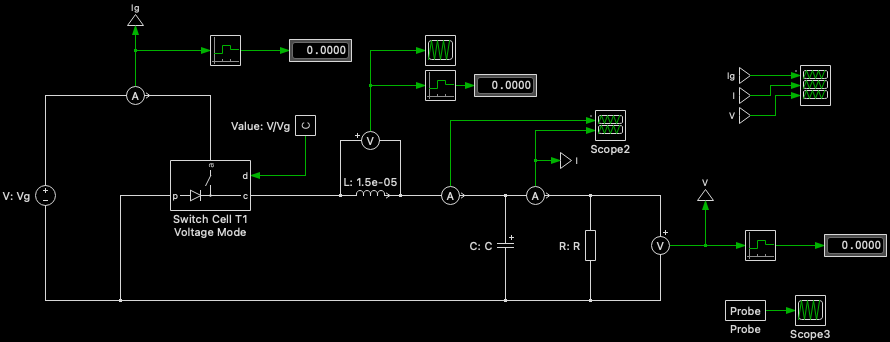 Ig
0.0000
A
Value: V/Vg
C
0.0000
Ig
I
V
+
V
Scope2
a
d
p
c
L: 1.5e-05
A
A
I
V: Vg
+
−
Switch Cell T1
Voltage Mode
C: C
+
R: R
+
V
V
0.0000
Probe
Probe
Scope3